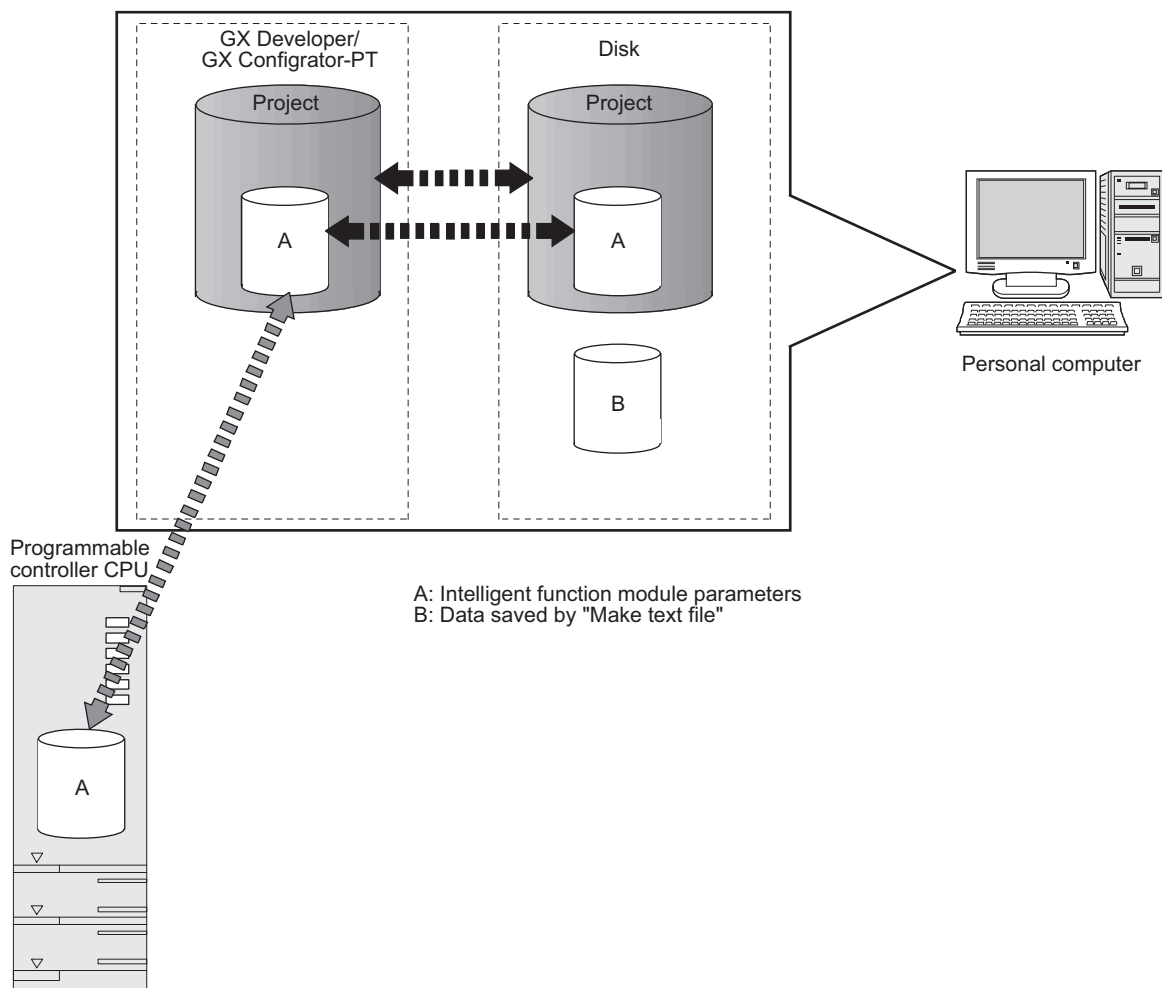 GX Developer/
GX Configrator-PT
Disk
Project
Project
A
A
B
Personal computer
Programmable
controller CPU
A: Intelligent function module parameters
B: Data saved by "Make text file"
A